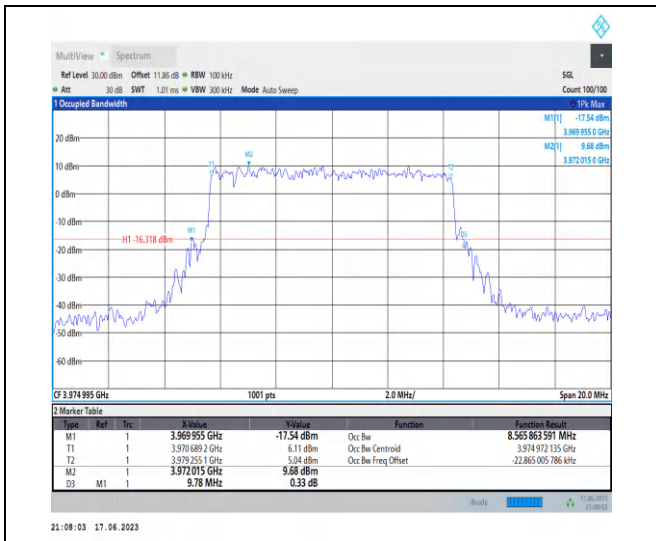 MultiView Spectrum
Ref Level 30.00 dBm Offset 11.86 dB RBW 100 kHz SGL
Att 30 dB SWT 1.01 ms VBW 300 kHz Mode Auto Sweep Count 100/100
1 Occupied Bandwidth 1Pk Max
M1[1] -17.54 dBm
3.969 955 0 GHz
M2[1] 9.68 dBm
3.972 015 0 GHz
20 dBm
M2
10 dBm
T1
T2
0 dBm
-10 dBm
M1
D3
H1 -16.318 dBm
-20 dBm
-30 dBm
-40 dBm
-50 dBm
-60 dBm
CF 3.974 995 GHz 1001 pts 2.0 MHz/ Span 20.0 MHz
2 Marker Table
Type Ref Trc X-Value Y-Value Function Function Result
M1 1 3.969 955 GHz -17.54 dBm Occ Bw 8.565 863 591 MHz
T1 1 3.970 689 2 GHz 6.11 dBm Occ Bw Centroid 3.974 972 135 GHz
T2 1 3.979 255 1 GHz 5.04 dBm Occ Bw Freq Offset -22.865 005 786 kHz
M2 1 3.972 015 GHz 9.68 dBm
D3 M1 1 9.78 MHz 0.33 dB
Ready 17.06.2023
21:08:02
21:08:03 17.06.2023